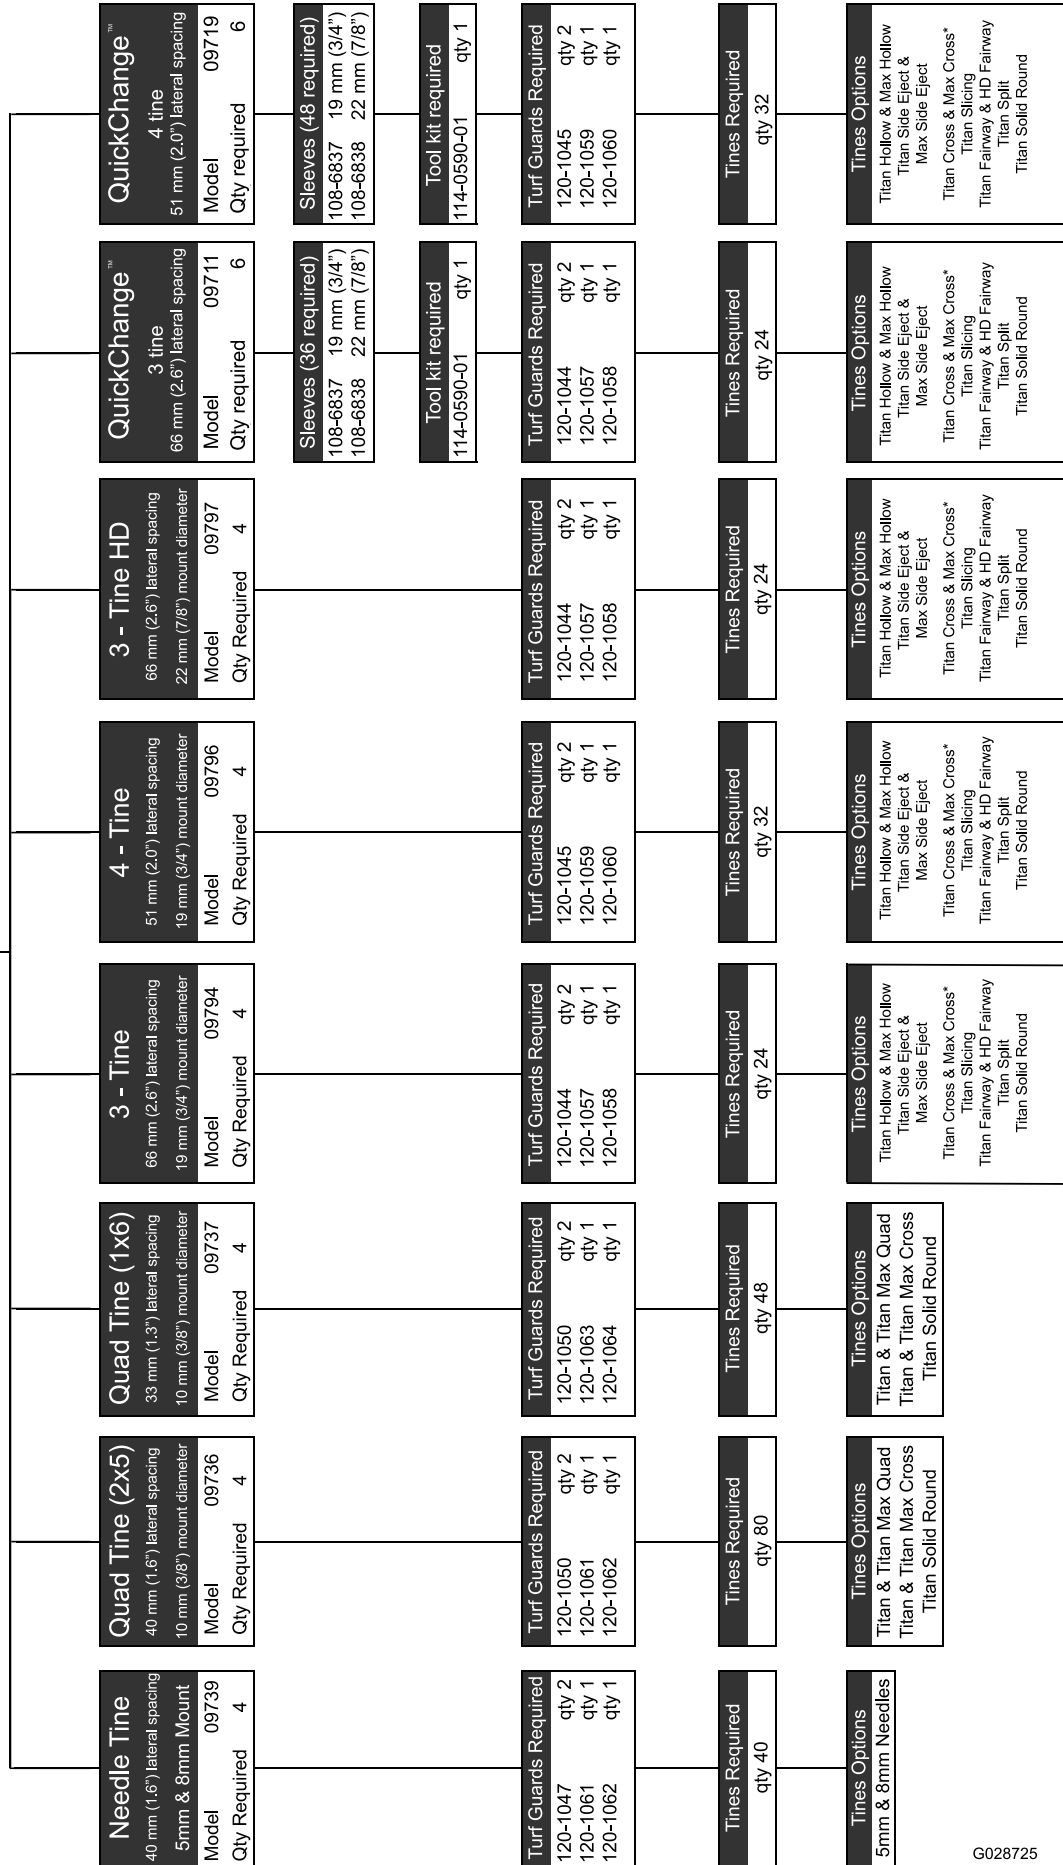 Needle Tine
40 mm (1.6”) lateral spacing
5mm & 8mm Mount
Model 09739
Qty Required 4
Turf Guards Required
120-1047 qty 2
120-1061 qty 1
120-1062 qty 1
Tines Required
qty 40
Tines Options
5mm & 8mm Needles
Quad Tine (2x5)
40 mm (1.6”) lateral spacing
10 mm (3/8”) mount diameter
Model 09736
Qty Required 4
Turf Guards Required
120-1050 qty 2
120-1061 qty 1
120-1062 qty 1
Tines Required
qty 80
Tines Options
Titan & Titan Max Quad
Titan & Titan Max Cross
Titan Solid Round
Quad Tine (1x6)
33 mm (1.3”) lateral spacing
10 mm (3/8”) mount diameter
Model 09737
Qty Required 4
Turf Guards Required
120-1050 qty 2
120-1063 qty 1
120-1064 qty 1
Tines Required
qty 48
Tines Options
Titan & Titan Max Quad
Titan & Titan Max Cross
Titan Solid Round
3 - Tine
66 mm (2.6”) lateral spacing
19 mm (3/4”) mount diameter
Model 09794
Qty Required 4
Turf Guards Required
120-1044 qty 2
120-1057 qty 1
120-1058 qty 1
Tines Required
qty 24
Tines Options
Titan Hollow & Max Hollow
Titan Side Eject &
Max Side Eject
Titan Cross & Max Cross*
Titan Slicing
Titan Fairway & HD Fairway
Titan Split
Titan Solid Round
4 - Tine
51 mm (2.0”) lateral spacing
19 mm (3/4”) mount diameter
Model 09796
Qty Required 4
Turf Guards Required
120-1045 qty 2
120-1059 qty 1
120-1060 qty 1
Tines Required
qty 32
Tines Options
Titan Hollow & Max Hollow
Titan Side Eject &
Max Side Eject
Titan Cross & Max Cross*
Titan Slicing
Titan Fairway & HD Fairway
Titan Split
Titan Solid Round
3 - Tine HD
66 mm (2.6”) lateral spacing
22 mm (7/8”) mount diameter
Model 09797
Qty Required 4
Turf Guards Required
120-1044 qty 2
120-1057 qty 1
120-1058 qty 1
Tines Required
qty 24
Tines Options
Titan Hollow & Max Hollow
Titan Side Eject &
Max Side Eject
Titan Cross & Max Cross*
Titan Slicing
Titan Fairway & HD Fairway
Titan Split
Titan Solid Round
QuickChange™
3 tine
66 mm (2.6”) lateral spacing
Model 09711
Qty required 6
Sleeves (36 required)
108-6837 19 mm (3/4”)
108-6838 22 mm (7/8”)
Tool kit required
114-0590-01 qty 1
Turf Guards Required
120-1044 qty 2
120-1057 qty 1
120-1058 qty 1
Tines Required
qty 24
Tines Options
Titan Hollow & Max Hollow
Titan Side Eject &
Max Side Eject
Titan Cross & Max Cross*
Titan Slicing
Titan Fairway & HD Fairway
Titan Split
Titan Solid Round
QuickChange™
4 tine
51 mm (2.0”) lateral spacing
Model 09719
Qty required 6
Sleeves (48 required)
108-6837 19 mm (3/4”)
108-6838 22 mm (7/8”)
Tool kit required
114-0590-01 qty 1
Turf Guards Required
120-1045 qty 2
120-1059 qty 1
120-1060 qty 1
Tines Required
qty 32
Tines Options
Titan Hollow & Max Hollow
Titan Side Eject &
Max Side Eject
Titan Cross & Max Cross*
Titan Slicing
Titan Fairway & HD Fairway
Titan Split
Titan Solid Round
G028725